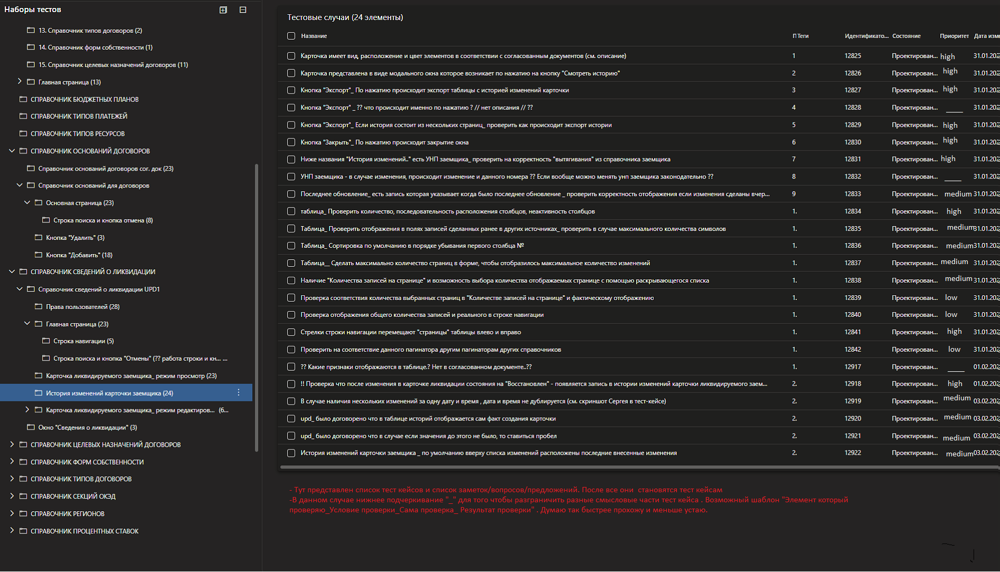 Наборы тестов
13. Справочник типов договоров (2)
14. Справочник форм собственности (1)
15. Справочник целевых назначений договоров (11)
Главная страница (13)
СПРАВОЧНИК БЮДЖЕТНЫХ ПЛАНОВ
СПРАВОЧНИК ТИПОВ ПЛАТЕЖЕЙ
СПРАВОЧНИК ТИПОВ РЕСУРСОВ
СПРАВОЧНИК ОСНОВАНИЙ ДОГОВОРОВ
Справочник оснований договоров сог. док (23)
Справочник оснований для договоров
Основная страница (23)
Строка поиска и кнопка отмена (8)
Кнопка "Удалить" (3)
Кнопка "Добавить" (18)
СПРАВОЧНИК СВЕДЕНИЙ О ЛИКВИДАЦИИ
Справочник сведений о ликвидации UPD1
Права пользователей (28)
Главная страница (23)
Строка навигации (5)
Строка поиска и кнопка "Отмены" (?? работа строки и кн... ...
Карточка ликвидируемого заемщика_ режим просмотр (23)
История изменений карточки заемщика (24)
Карточка ликвидируемого заемщика_ режим редактиров... (6...
Окно "Сведения о ликвидации" (3)
СПРАВОЧНИК ЦЕЛЕВЫХ НАЗНАЧЕНИЙ ДОГОВОРОВ
СПРАВОЧНИК ФОРМ СОБСТВЕННОСТИ
СПРАВОЧНИК ТИПОВ ДОГОВОРОВ
СПРАВОЧНИК СЕКЦИЙ ОКЭД
СПРАВОЧНИК РЕГИОНОВ
СПРАВОЧНИК ПРОЦЕНТНЫХ СТАВОК
Тестовые случаи (24 элементы)
Название П Теги Идентификато... Состояние Приоритет Дата изм
Карточка имеет вид, расположение и цвет элементов в соответствии с согласованным документов (см. описание) 1 12825 Проектирован... high 31.01.202
Карточка представлена в виде модального окна которое возникает по нажатию на кнопку "Смотреть историю" 2 12826 Проектирован... high 31.01.202
Кнопка "Экспорт"_ По нажатию происходит экспорт таблицы с историей изменений карточки 3 12827 Проектирован... high 31.01.202
Кнопка "Экспорт" _ ?? что происходит именно по нажатию ? // нет описания // ?? 4 12828 Проектирован... ____ 31.01.202
Кнопка "Экспорт"_ Если история состоит из нескольких страниц_ проверить как происходит экспорт истории 5 12829 Проектирован... high 31.01.202
Кнопка "Закрыть"_ По нажатию происходит закрытие окна 6 12830 Проектирован... high 31.01.202
Ниже названия "История изменений.." есть УНП заемщика_ проверить на корректность "вытягивания" из справочника заемщика 7 12831 Проектирован... high 31.01.202
УНП заемщика - в случае изменения, происходит изменение и данного номера ?? Если вообще можно менять унп заемщика законодательно ?? 8 12832 Проектирован... ____ 31.01.202
Последнее обновление_ есть запись которая указывает когда было последнее обновление _ проверить корректность отображения если изменения сделаны вчер... 9 12833 Проектирован... medium 31.01.202
таблица_ Проверить количество, последовательность расположения столбцов, неактивность столбцов 1. 12834 Проектирован... high 31.01.202
Таблица_ Проверить отображения в полях записей сделанных ранее в других источниках_ проверить в случае максимального количества символов 1. 12835 Проектирован... medium 31.01.202
Таблица_ Сортировка по умолчанию в порядке убывания первого столбца № 1. 12836 Проектирован... medium 31.01.202
Таблица__ Сделать максимально количество страниц в форме, чтобы отобразилось максимальное количество изменений 1. 12837 Проектирован... medium 31.01.202
Наличие "Количества записей на странице" и возможность выбора количества отображаемых странице с помощью раскрывающегося списка 1. 12838 Проектирован... medium 31.01.202
Проверка соответствия количества выбранных страниц в "Количестве записей на странице" и фактическому отображению 1. 12839 Проектирован... low 31.01.202
Проверка отображения общего количества записей и реального в строке навигации 1. 12840 Проектирован... low 31.01.202
Стрелки строки навигации перемещают "страницы" таблицы влево и вправо 1. 12841 Проектирован... high 31.01.202
Проверить на соответствие данного пагинатора другим пагинаторам других справочников 1. 12842 Проектирован... low 31.01.202
?? Какие признаки отображаются в таблице.? Нет в согласованном документе..?? 1. 12917 Проектирован... ____ 01.02.202
!! Проверка что после изменения в карточке ликвидации состояния на "Восстановлен" - появляется запись в истории изменений карточки ликвидируемого заем... 2. 12918 Проектирован... high 01.02.202
В случае наличия нескольких изменений за одну дату и время , дата и время не дублируется (см. скриншот Сергея в тест-кейсе) 2. 12919 Проектирован... medium 03.02.202
upd_ было договорено что в таблице историй отображается сам факт создания карточки 2. 12920 Проектирован... medium 03.02.202
upd_ было договорено что в случае если значения до этого не было, то ставиться пробел 2. 12921 Проектирован... medium 03.02.202
История изменений карточки заемщика _ по умолчанию вверху списка изменений расположены последние внесенные изменения 2. 12922 Проектирован... medium 03.02.202
- Тут представлен список тест кейсов и список заметок/вопросов/предложений. После все они становятся тест кейсам
-В данном случае нижнее подчеркивание "_" для того чтобы разграничить разные смысловые части тест кейса . Возможный шаблон "Элемент который
проверяю_Условие проверки_Сама проверка_ Результат проверки" . Думаю так быстрее прохожу и меньше устаю.